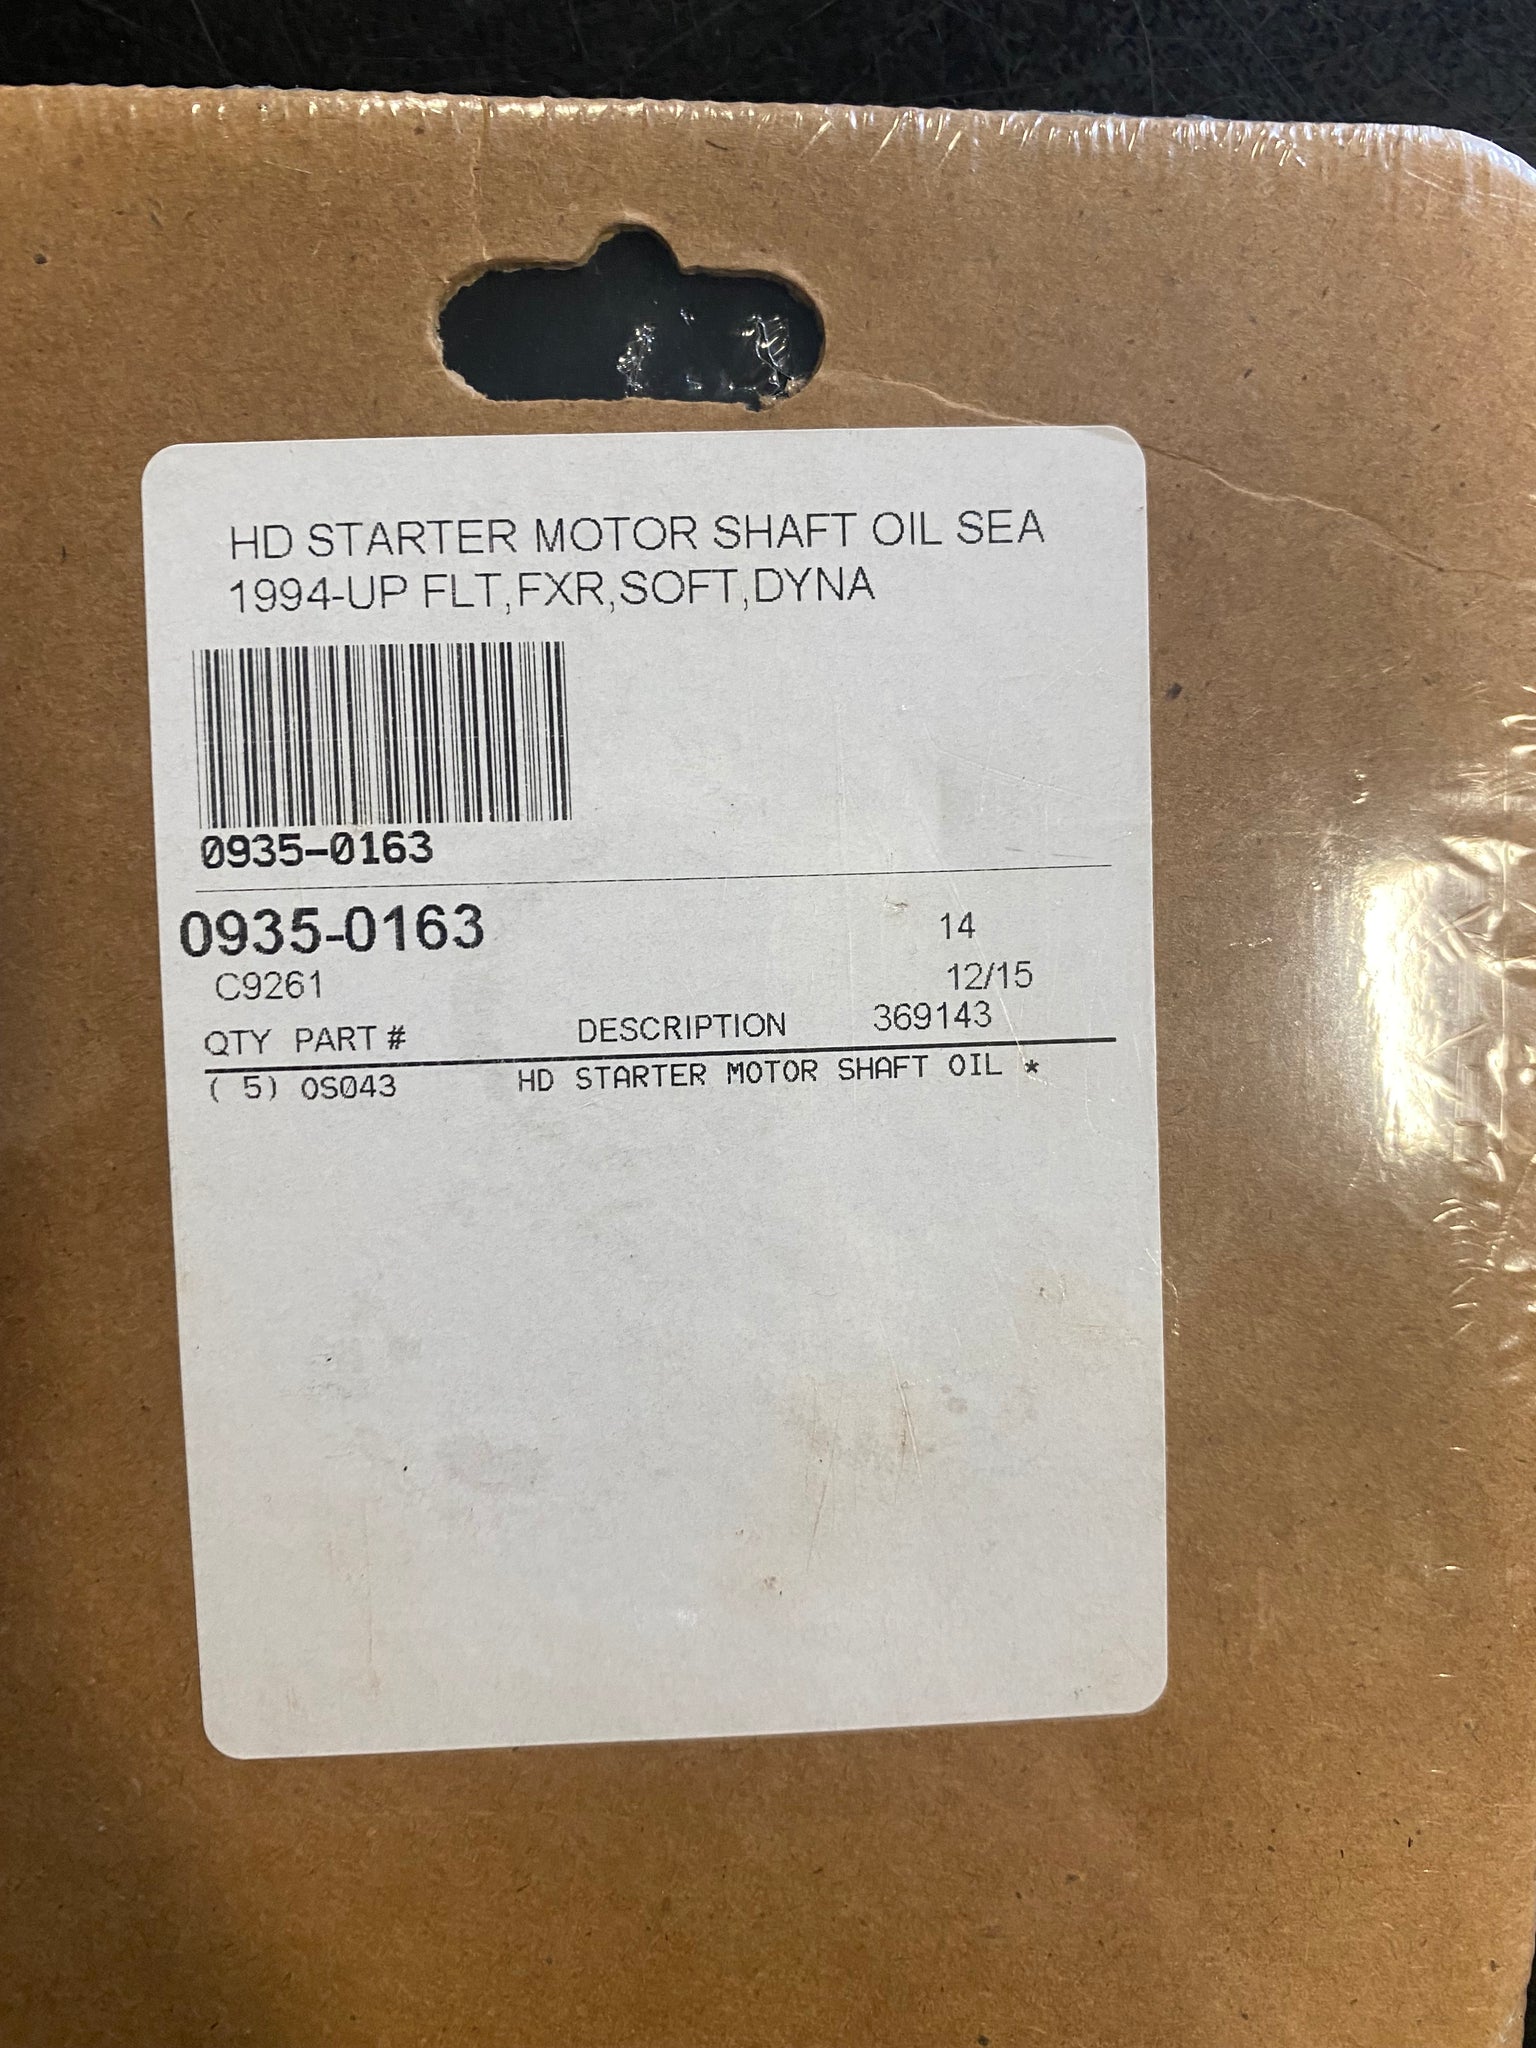 HD STARTER MOTOR SHAFT OIL SEA
1994-UP FLT,FXR,SOFT,DYNA
0935-0163
0935-0163 14
C9261 12/15
QTY PART # DESCRIPTION 369143
( 5) OS043 HD STARTER MOTOR SHAFT OIL *